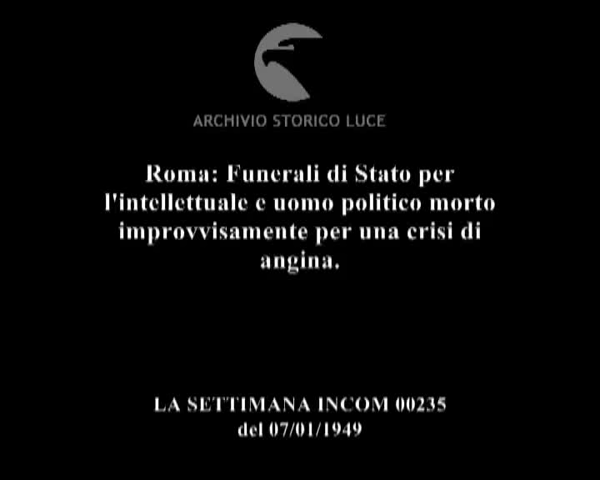 ARCHIVIO STORICO LUCE
Roma: Funerali di Stato per
l'intellettuale e uomo politico morto
improvvisamente per una crisi di
angina.
LA SETTIMANA INCOM 00235
del 07/01/1949